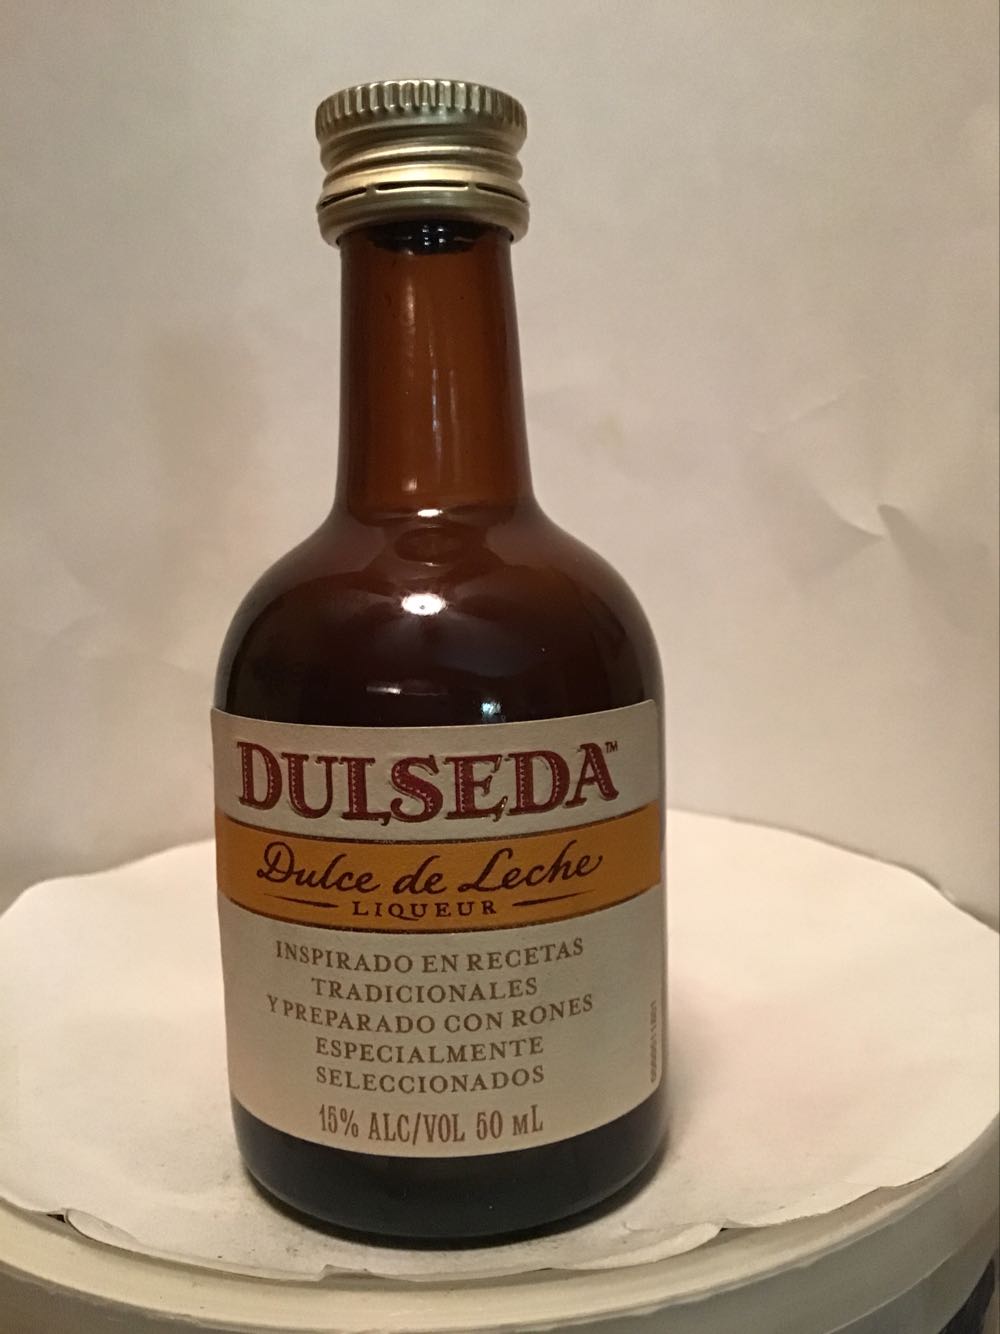 DULSEDA™
Dulce de Leche
LIQUEUR
INSPIRADO EN RECETAS
TRADICIONALES
Y PREPARADO CON RONES
ESPECIALMENTE
SELECCIONADOS
15% ALC/VOL 50 mL